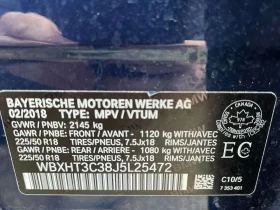 BAYERISCHE MOTOREN WERKE AG
02/2018 TYPE: MPV / VTUM
GVWR / PNBV: 2145 kg
GAWR / PNBE: FRONT / AVANT - 1120 kg WITH/AVEC
225/50 R18 TIRES/PNEUS, 7.5Jx18 RIMS/JANTES
GAWR / PNBE: REAR / ARRIERE - 1080 kg WITH/AVEC
225/50 R18 TIRES/PNEUS, 7.5Jx18 RIMS/JANTES
WBXHT3C38J5L25472
EC
C10/5
7 353 401